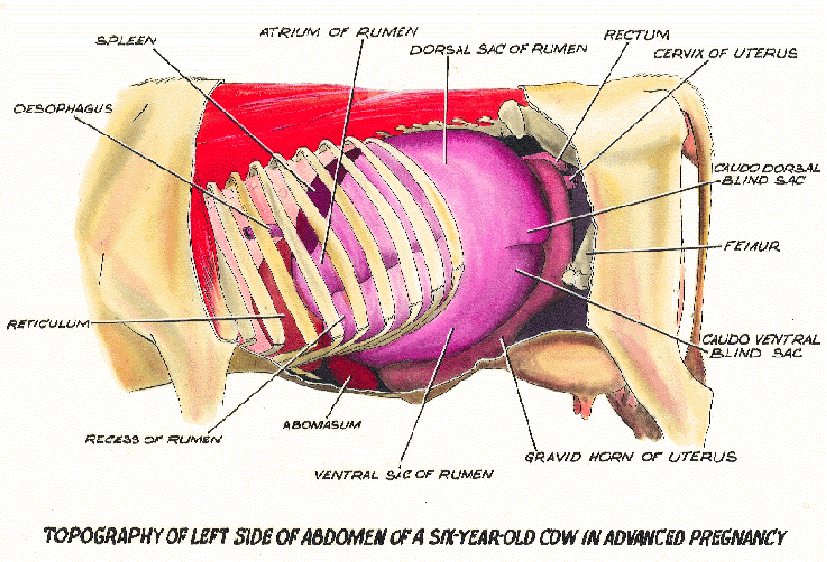 ATRIUM OF RUMEN
SPLEEN
DORSAL SAC OF RUMEN
RECTUM
CERVIX OF UTERUS
OESOPHAGUS
CAUDO DORSAL
BLIND SAC
FEMUR
RETICULUM
CAUDO VENTRAL
BLIND SAC
ABOMASUM
RECESS OF RUMEN
GRAVID HORN OF UTERUS
VENTRAL SAC OF RUMEN
TOPOGRAPHY OF LEFT SIDE OF ABDOMEN OF A SIX-YEAR-OLD COW IN ADVANCED PREGNANCY